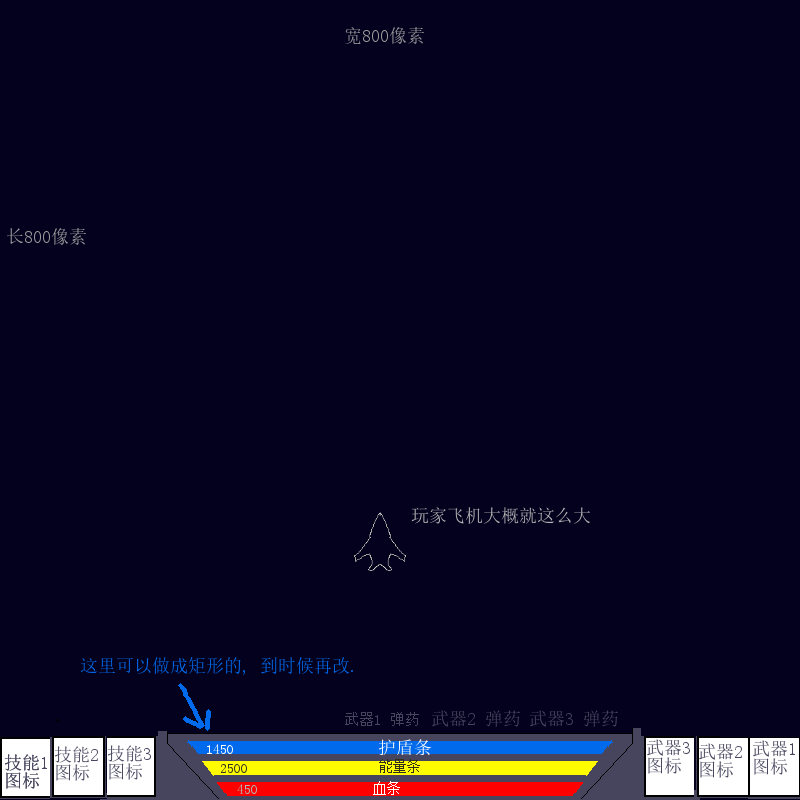 宽800像素
长800像素
玩家飞机大概就这么大
这里可以做成矩形的, 到时候再改.
武器1 弹药 武器2 弹药 武器3 弹药
技能1
图标
技能2
图标
技能3
图标
1450 护盾条
2500 能量条
450 血条
武器3
图标
武器2
图标
武器1
图标